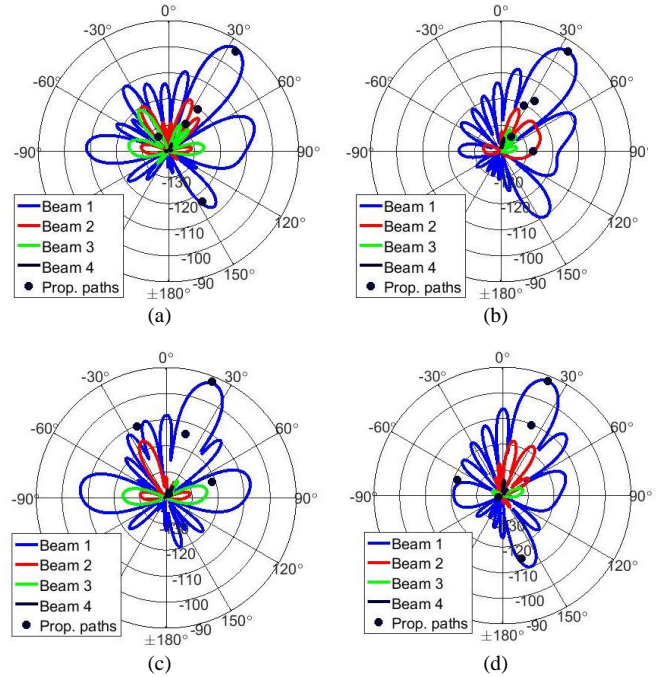 0°
-30°
30°
-60°
60°
-90°
90°
-130
-120
120°
-110
-100
150°
-90
±180°
Beam 1
Beam 2
Beam 3
Beam 4
Prop. paths
(a)
0°
-30°
30°
-60°
60°
-90°
90°
-130
-120
120°
-110
-100
150°
-90
±180°
Beam 1
Beam 2
Beam 3
Beam 4
Prop. paths
(b)
0°
-30°
30°
-60°
60°
-90°
90°
-130
-120
120°
-110
-100
150°
-90
±180°
Beam 1
Beam 2
Beam 3
Beam 4
Prop. paths
(c)
0°
-30°
30°
-60°
60°
-90°
90°
-130
-120
120°
-110
-100
150°
-90
±180°
Beam 1
Beam 2
Beam 3
Beam 4
Prop. paths
(d)